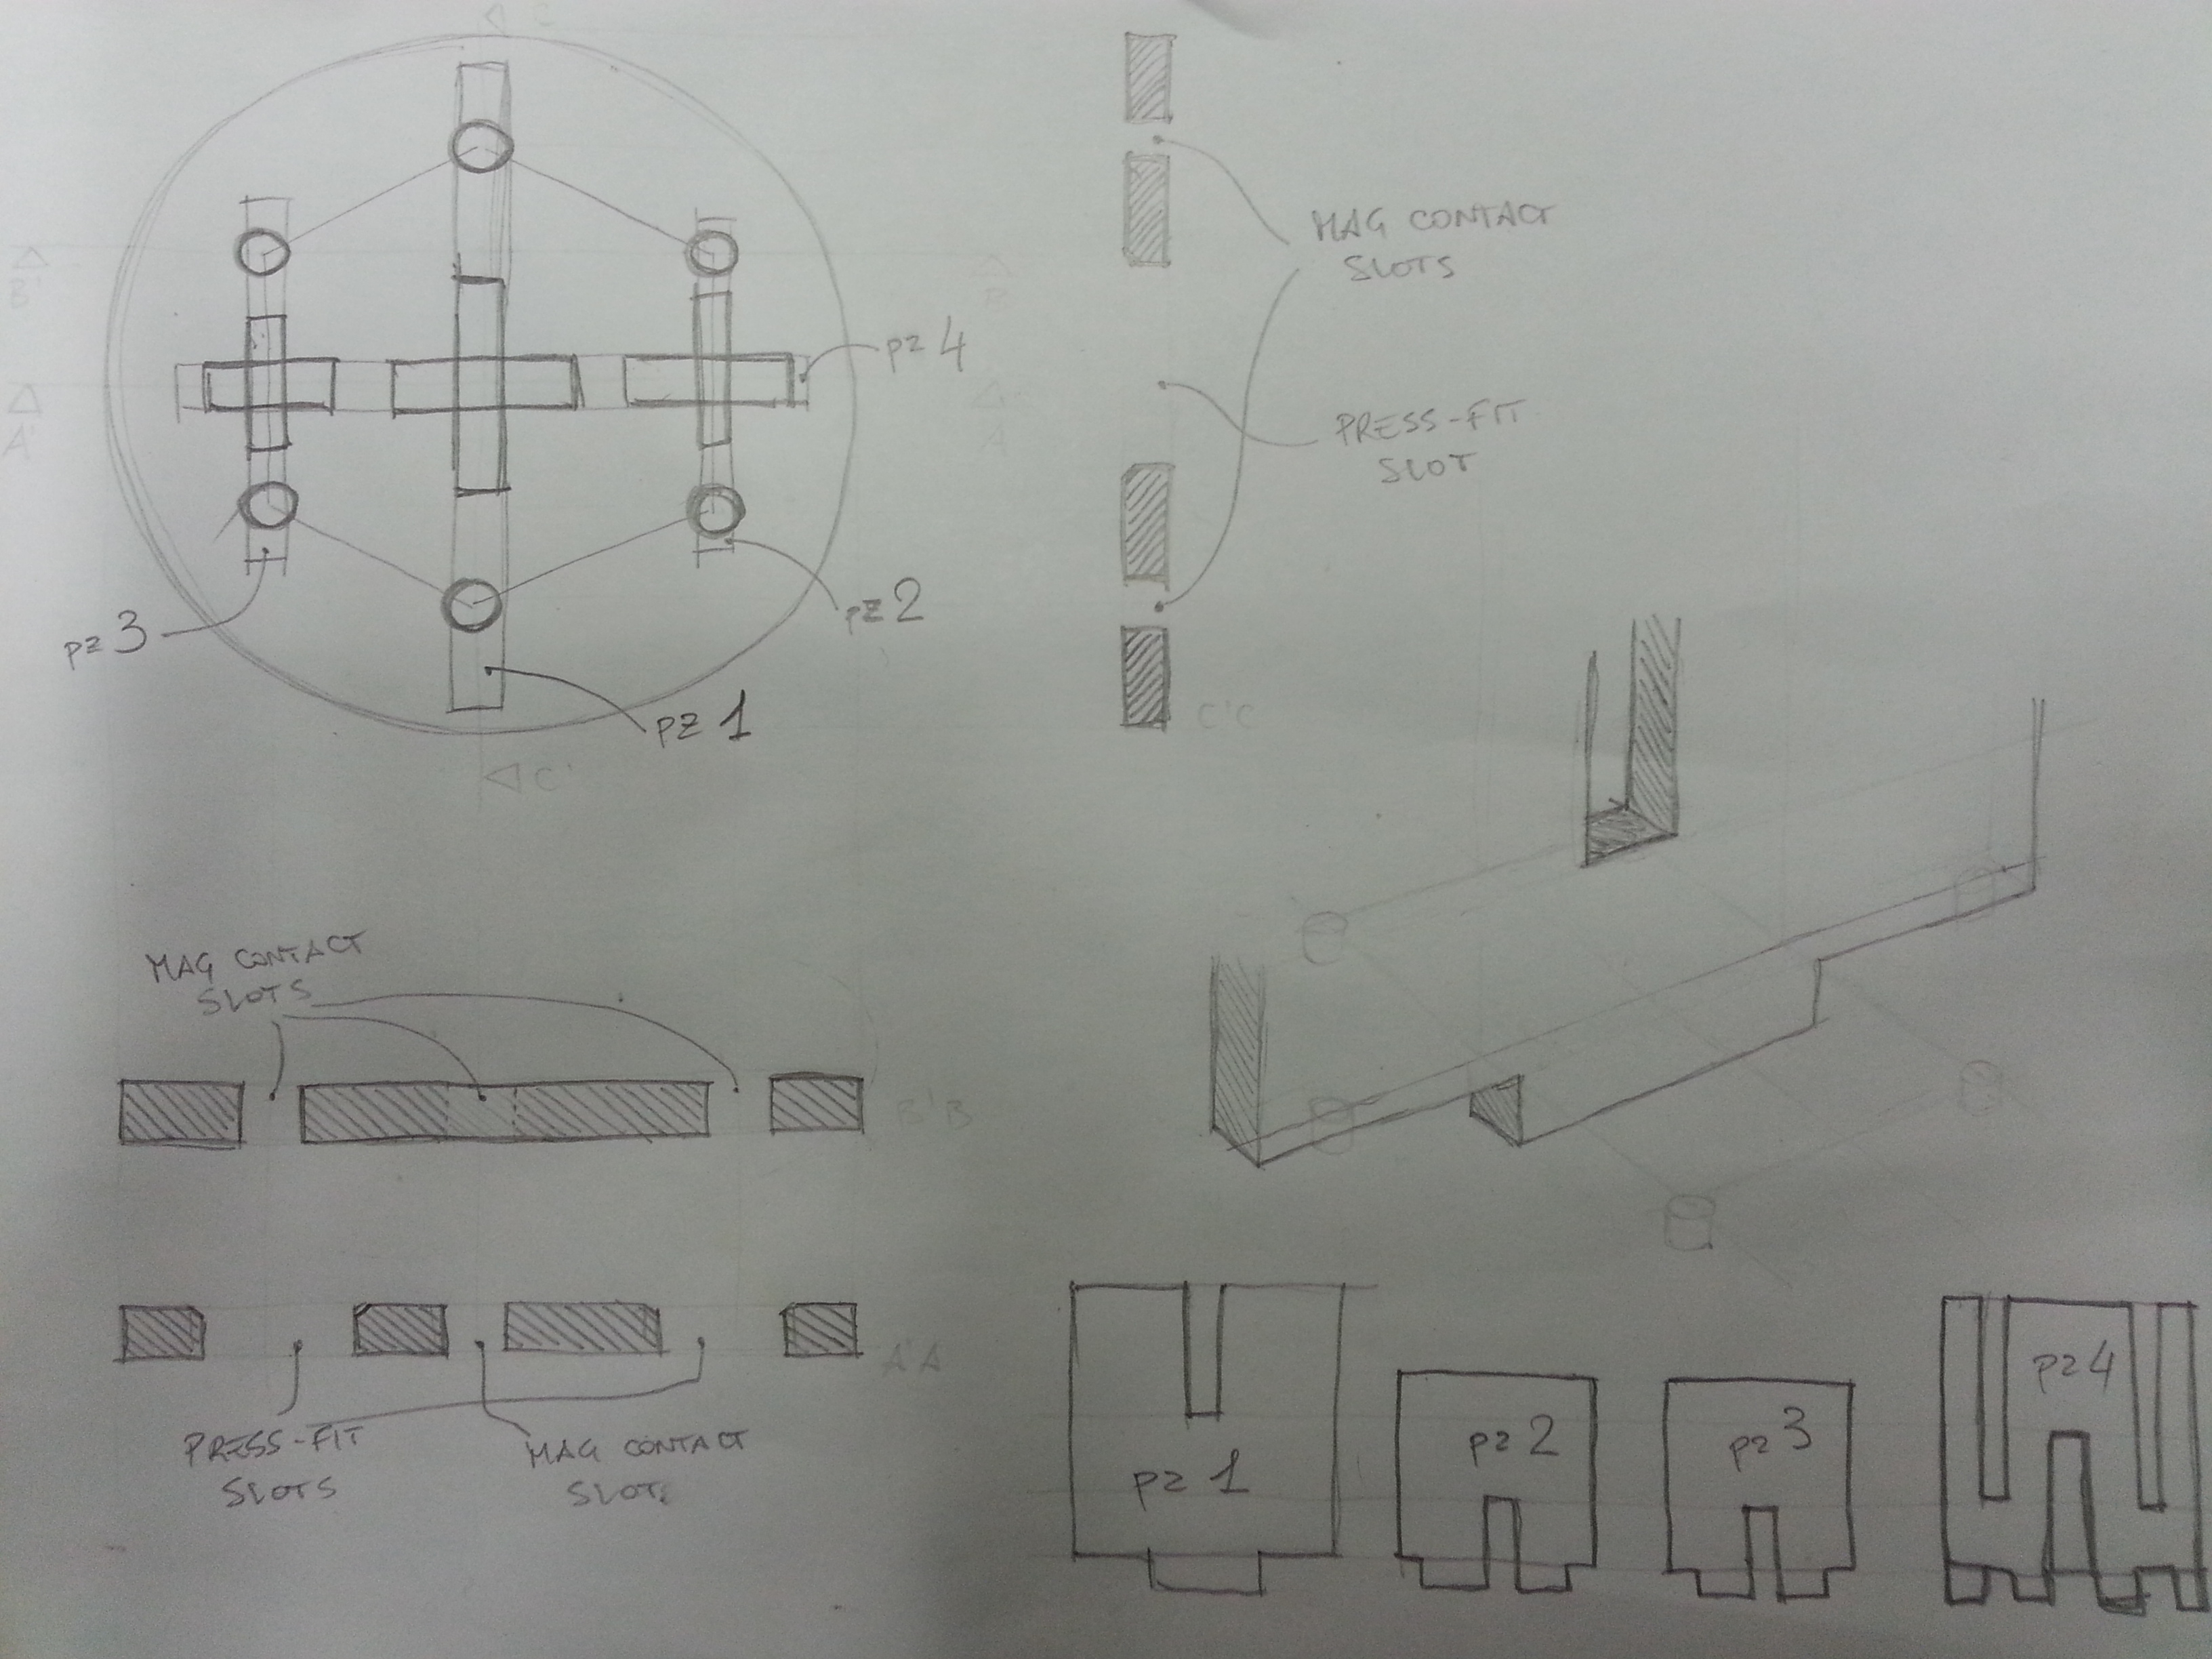 PZ 3
PZ 1
PZ 2
PZ 4
A
A'
B
B'
C
C'
MAG CONTACT
SLOTS
B'B
PRESS-FIT
SLOTS
MAG CONTACT
SLOTS
A'A
C'C
MAG CONTACT
SLOTS
PRESS-FIT
SLOT
PZ 1
PZ 2
PZ 3
PZ 4